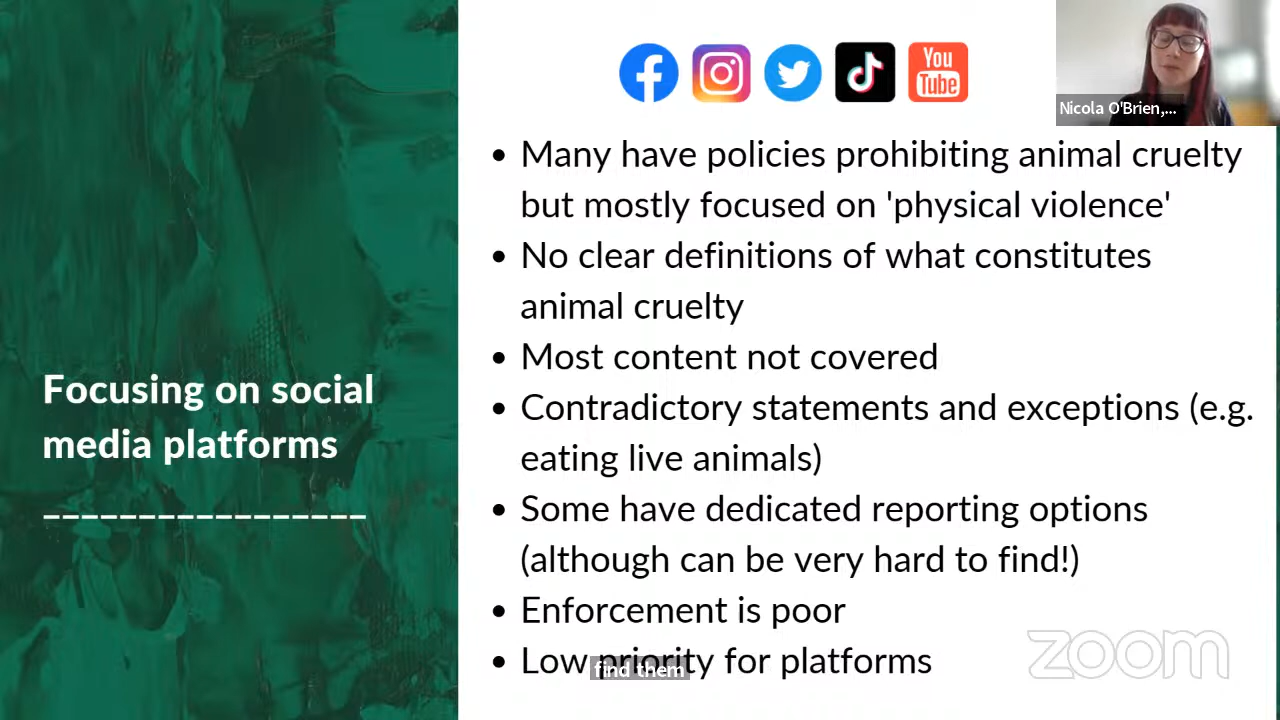 You
Tube
Nicola O'Brien,...
• Many have policies prohibiting animal cruelty
but mostly focused on 'physical violence'
• No clear definitions of what constitutes
animal cruelty
• Most content not covered
• Contradictory statements and exceptions (e.g.
eating live animals)
• Some have dedicated reporting options
(although can be very hard to find!)
• Enforcement is poor
• Low priority for platforms
find them
Focusing on social
media platforms
zoom